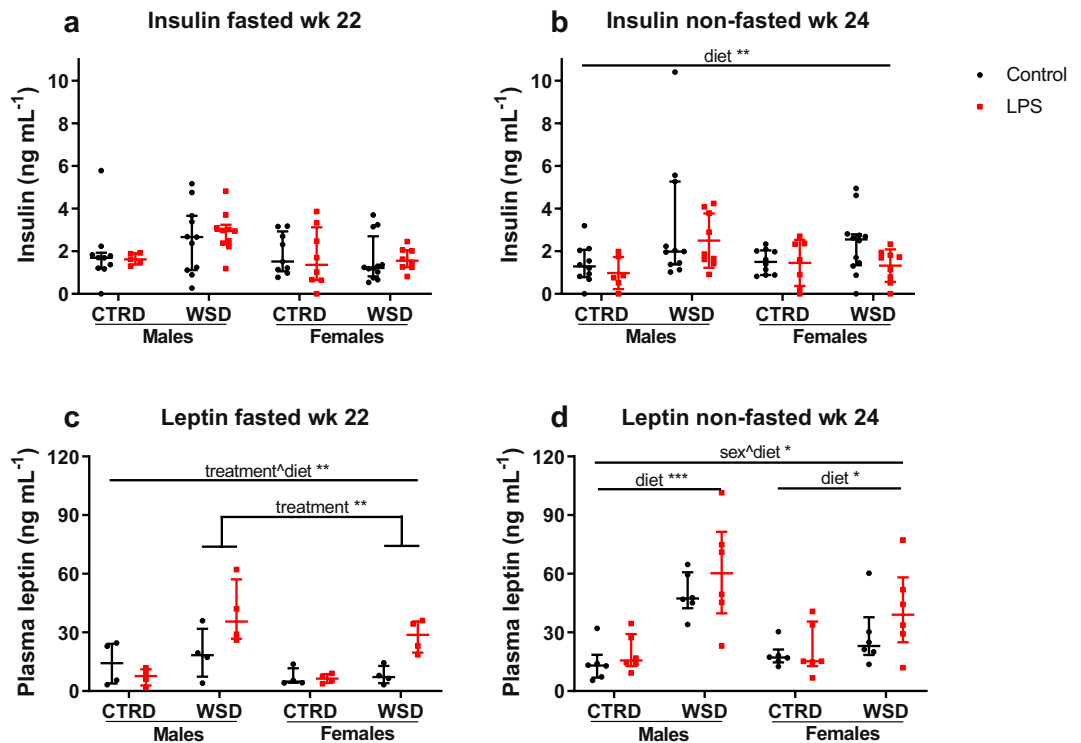 a Insulin fasted wk 22
Insulin (ng mL⁻¹)
10
8
6
4
2
0
CTRD WSD CTRD WSD
Males Females
b Insulin non-fasted wk 24
diet **
Insulin (ng mL⁻¹)
10
8
6
4
2
0
CTRD WSD CTRD WSD
Males Females
Control
LPS
c Leptin fasted wk 22
treatment^diet **
treatment **
Plasma leptin (ng mL⁻¹)
120
90
60
30
0
CTRD WSD CTRD WSD
Males Females
d Leptin non-fasted wk 24
sex^diet *
diet *** diet *
Plasma leptin (ng mL⁻¹)
120
90
60
30
0
CTRD WSD CTRD WSD
Males Females